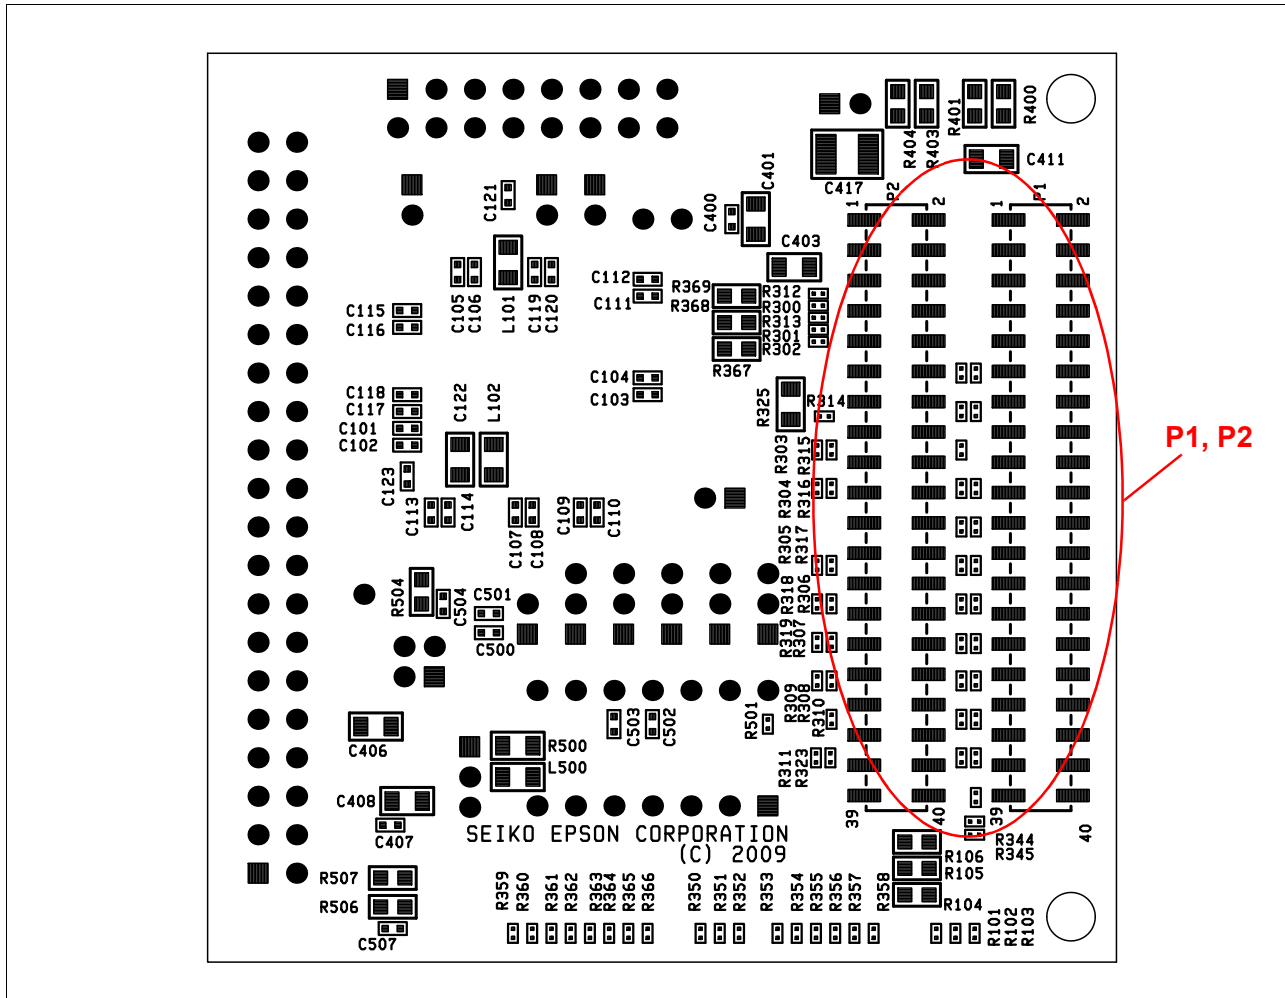 R404
R403
R401
R400
C417
C411
C401
C400
C121
P2
P1
1
2
1
2
C403
C105
C106
L101
C119
C120
C112
C111
R369
R368
R312
R300
R313
R301
R302
R367
C115
C116
C104
C103
C118
C117
C101
C102
C122
L102
R325
R314
R303
R315
P1, P2
C123
C113
C114
C107
C108
C109
C110
R304
R316
R305
R317
R504
C504
C501
C500
R318
R306
R319
R307
R309
R308
R310
C503
C502
R501
C406
R500
L500
R311
R323
C408
C407
39
40
39
40
SEIKO EPSON CORPORATION
(C) 2009
R344
R345
R106
R105
R104
R507
R506
C507
R359
R360
R361
R362
R363
R364
R365
R366
R350
R351
R352
R353
R354
R355
R356
R357
R358
R101
R102
R103